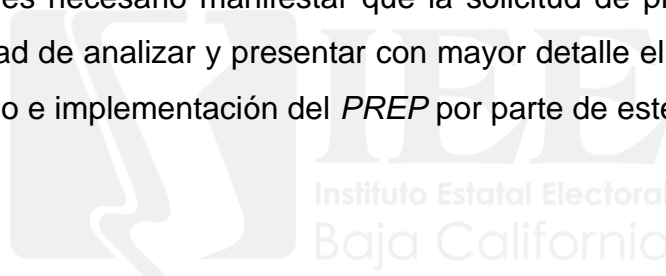 es necesario manifestar que la solicitud de
ad de analizar y presentar con mayor detalle el
o e implementación del PREP por parte de este
IEE
Instituto Estatal Electoral
Baja California